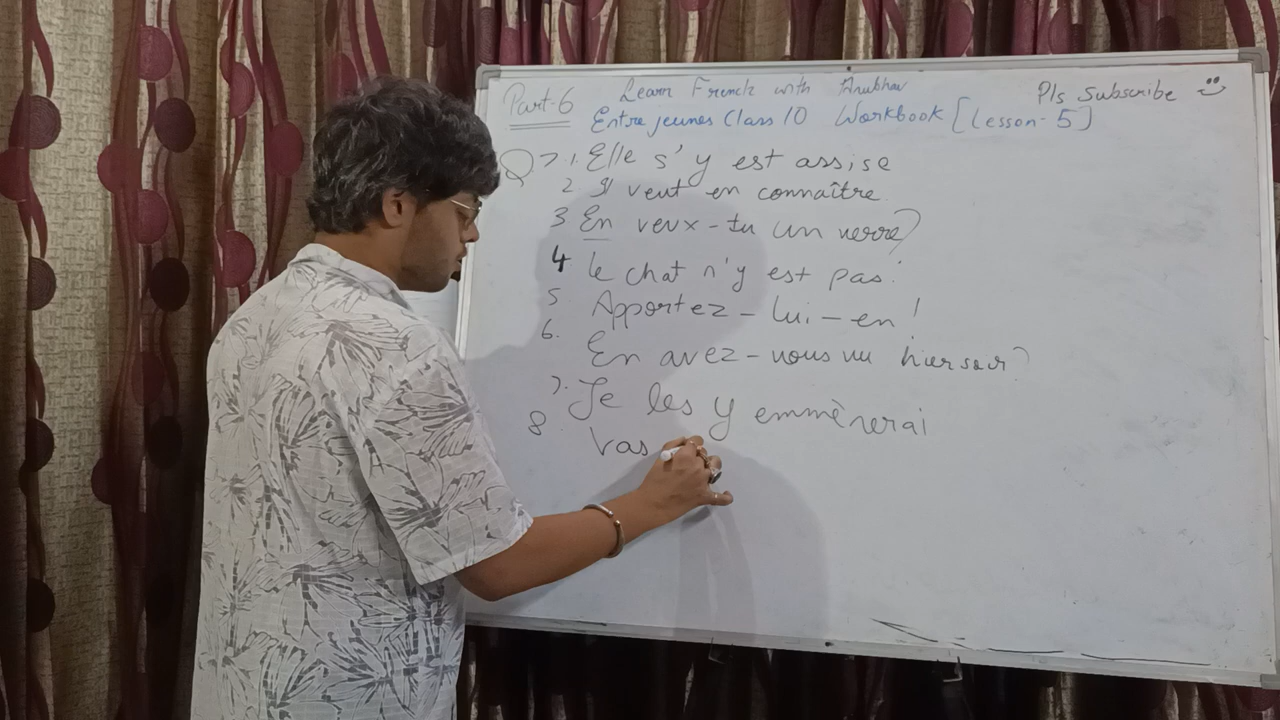 Part-6 Learn French with Anubhav Pls Subscribe
Entre jeunes Class 10 Workbook [Lesson-5]
Q7.1. Elle s'y est assise
2. Il veut en connaître.
3 En veux-tu un verre?
4 Le chat n'y est pas.
5 Apportez-lui-en!
6. En avez-vous vu hier soir?
7. Je les y emmènerai
8. Vas